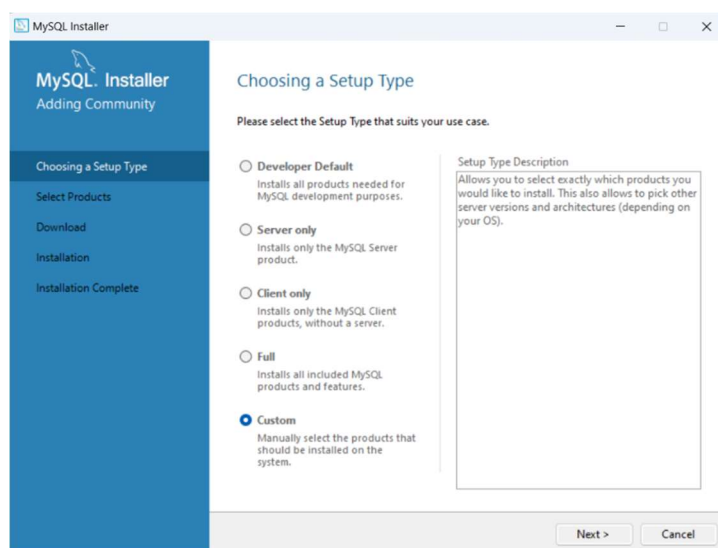 MySQL Installer
MySQL. Installer
Adding Community
Choosing a Setup Type
Select Products
Download
Installation
Installation Complete
Choosing a Setup Type
Please select the Setup Type that suits your use case.
Developer Default
Installs all products needed for
MySQL development purposes.
Server only
Installs only the MySQL Server
product.
Client only
Installs only the MySQL Client
products, without a server.
Full
Installs all included MySQL
products and features.
Custom
Manually select the products that
should be installed on the
system.
Setup Type Description
Allows you to select exactly which products you
would like to install. This also allows to pick other
server versions and architectures (depending on
your OS).
Next >
Cancel